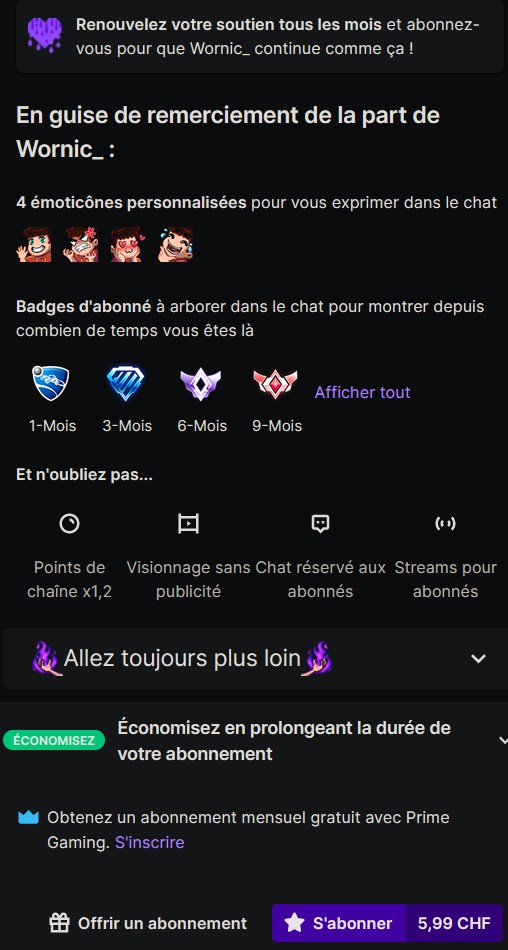 Renouvelez votre soutien tous les mois et abonnez-
vous pour que Wornic_ continue comme ça !
En guise de remerciement de la part de
Wornic_ :
4 émoticônes personnalisées pour vous exprimer dans le chat
Badges d'abonné à arborer dans le chat pour montrer depuis
combien de temps vous êtes là
Afficher tout
1-Mois 3-Mois 6-Mois 9-Mois
Et n'oubliez pas...
Points de Visionnage sans Chat réservé aux Streams pour
chaîne x1,2 publicité abonnés abonnés
Allez toujours plus loin
ÉCONOMISEZ
Économisez en prolongeant la durée de
votre abonnement
Obtenez un abonnement mensuel gratuit avec Prime
Gaming. S'inscrire
Offrir un abonnement S'abonner 5,99 CHF